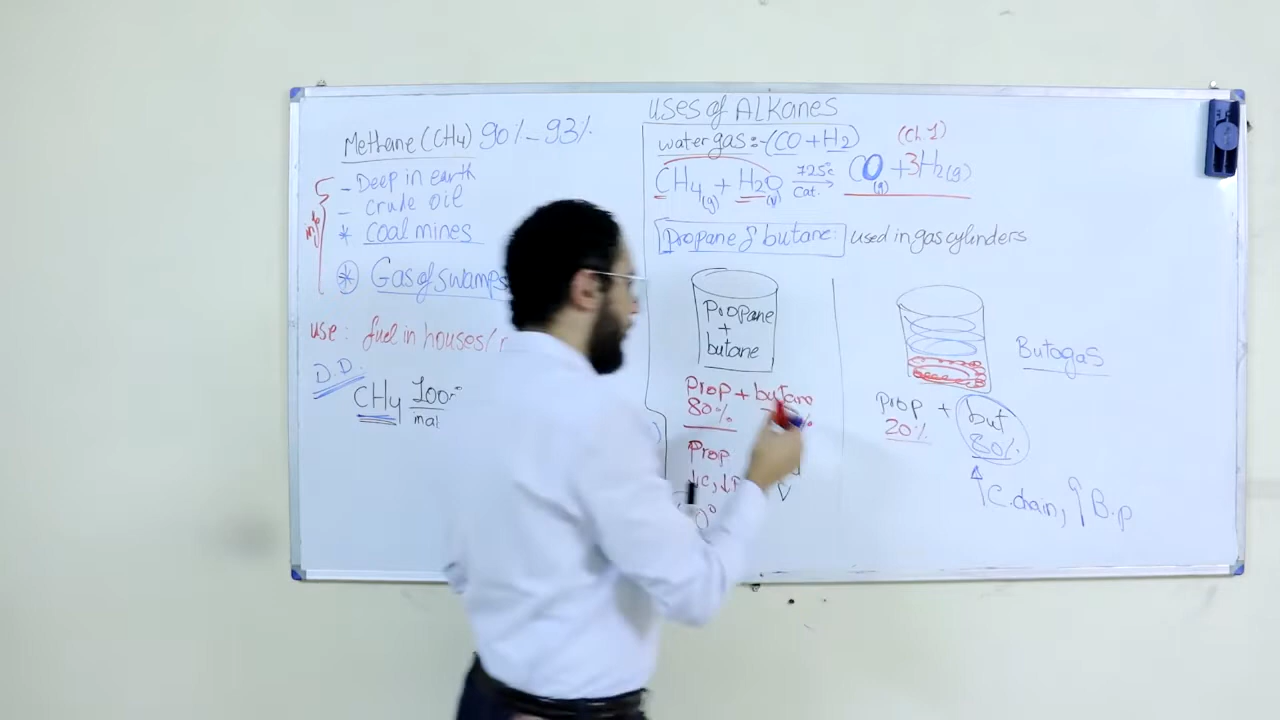 Uses of Alkanes
Methane (CH4) 90% - 93%
- Deep in earth
- crude oil
* coal mines
* Gas of swamps
use: fuel in houses/
D.D.
CH4
water gas:- (CO + H2)
(Ch.1)
CH4(g) + H2O(v) 725°c Cat. → CO(g) + 3H2(g)
Propane & butane: used in gas cylinders
Propane
+
butane
Prop + butane
80%
Prop
↓c, ↓
Butagas
Prop + but
20% 80%
↑ C.chain, ↑ B.p